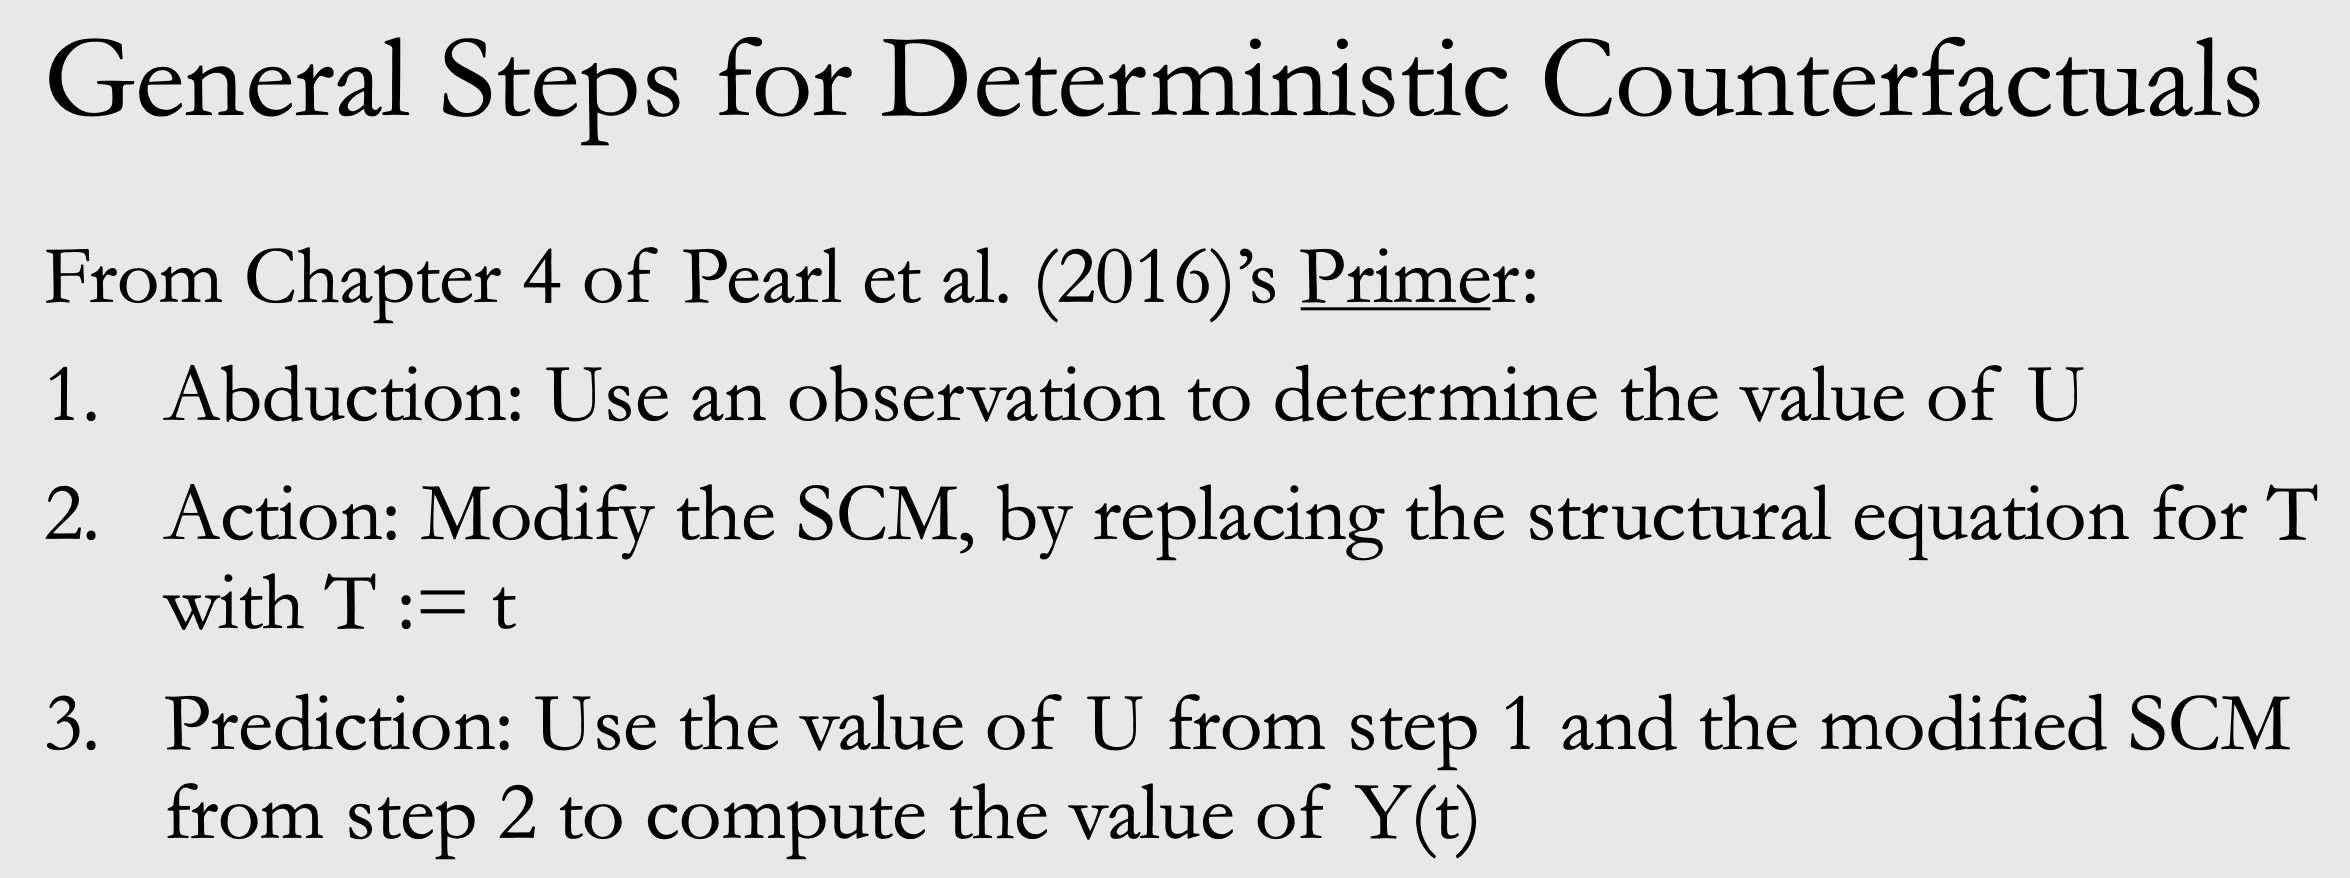 General Steps for Deterministic Counterfactuals
From Chapter 4 of Pearl et al. (2016)’s Primer:
1. Abduction: Use an observation to determine the value of U
2. Action: Modify the SCM, by replacing the structural equation for T
with T := t
3. Prediction: Use the value of U from step 1 and the modified SCM
from step 2 to compute the value of Y(t)